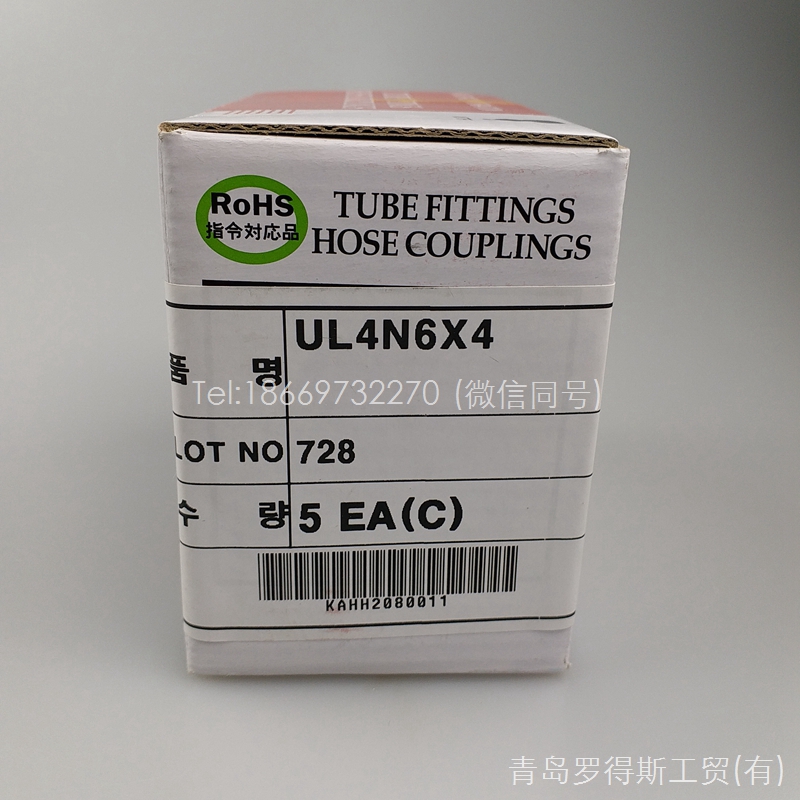 RoHS
指令対応品
TUBE FITTINGS
HOSE COUPLINGS
품 명 UL4N6X4
Tel:18669732270 (微信同号)
LOT NO 728
수 량 5 EA(C)
KAHH2080011
青岛罗得斯工贸(有)